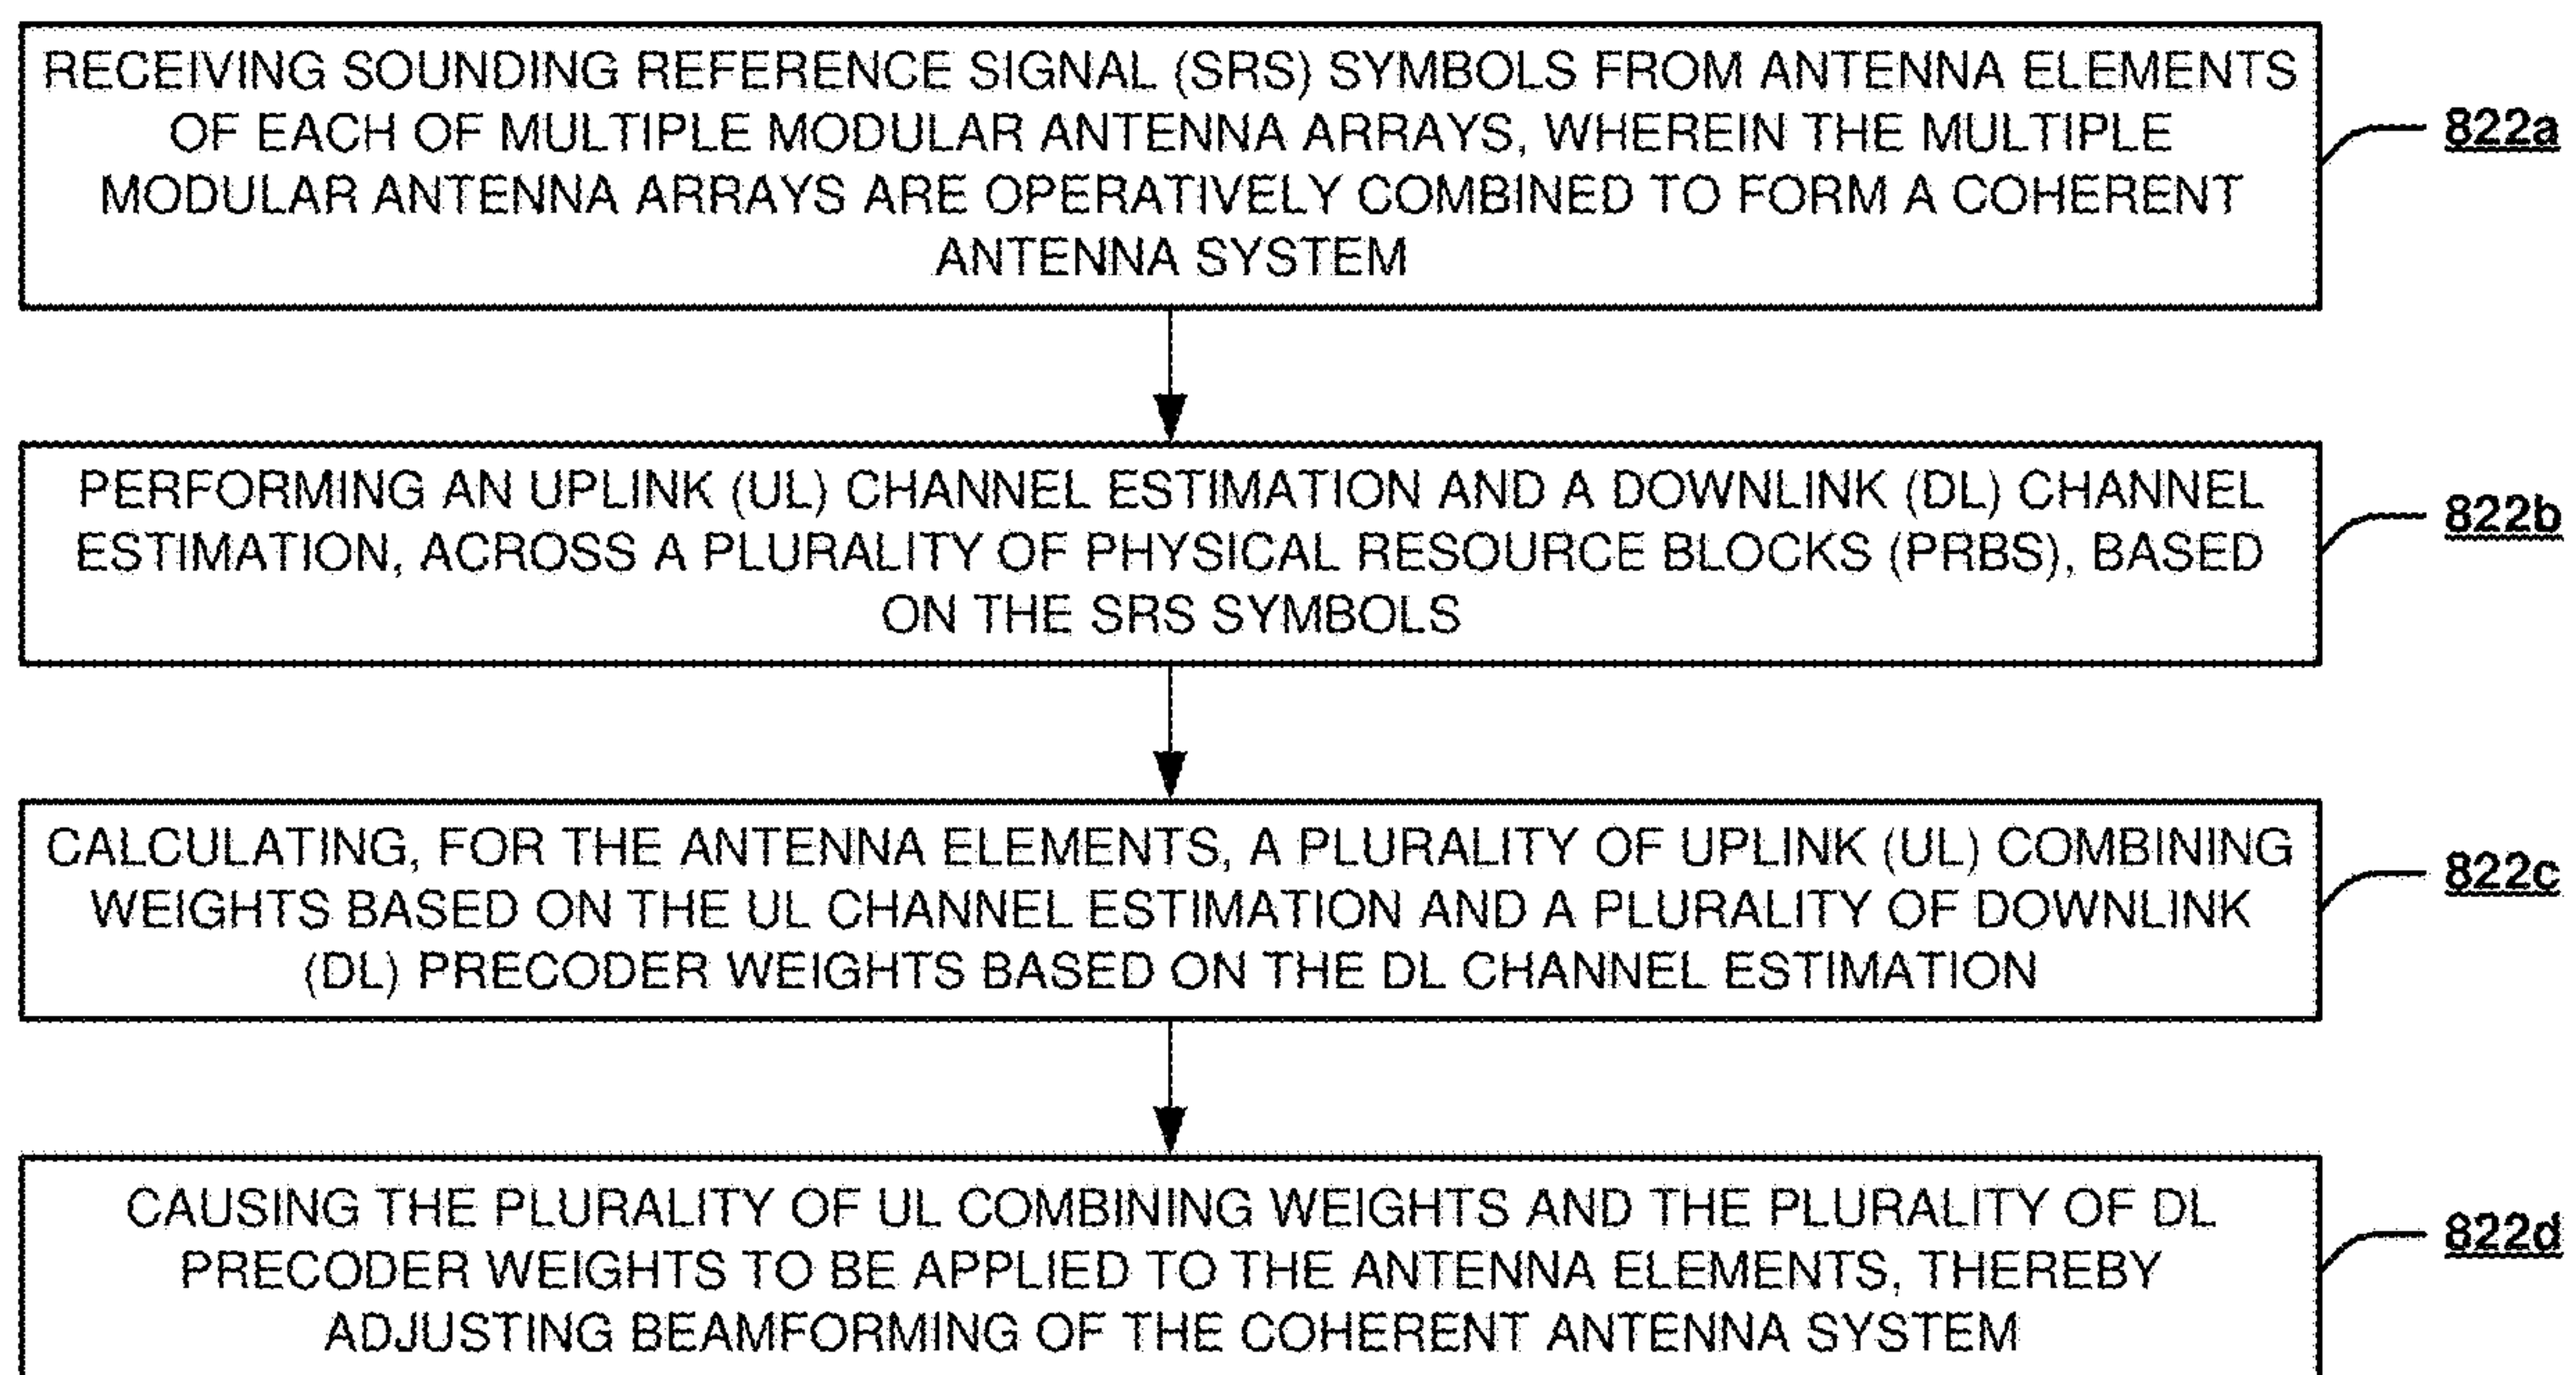 RECEIVING SOUNDING REFERENCE SIGNAL (SRS) SYMBOLS FROM ANTENNA ELEMENTS
OF EACH OF MULTIPLE MODULAR ANTENNA ARRAYS, WHEREIN THE MULTIPLE
MODULAR ANTENNA ARRAYS ARE OPERATIVELY COMBINED TO FORM A COHERENT
ANTENNA SYSTEM
822a
PERFORMING AN UPLINK (UL) CHANNEL ESTIMATION AND A DOWNLINK (DL) CHANNEL
ESTIMATION, ACROSS A PLURALITY OF PHYSICAL RESOURCE BLOCKS (PRBS), BASED
ON THE SRS SYMBOLS
822b
CALCULATING, FOR THE ANTENNA ELEMENTS, A PLURALITY OF UPLINK (UL) COMBINING
WEIGHTS BASED ON THE UL CHANNEL ESTIMATION AND A PLURALITY OF DOWNLINK
(DL) PRECODER WEIGHTS BASED ON THE DL CHANNEL ESTIMATION
822c
CAUSING THE PLURALITY OF UL COMBINING WEIGHTS AND THE PLURALITY OF DL
PRECODER WEIGHTS TO BE APPLIED TO THE ANTENNA ELEMENTS, THEREBY
ADJUSTING BEAMFORMING OF THE COHERENT ANTENNA SYSTEM
822d